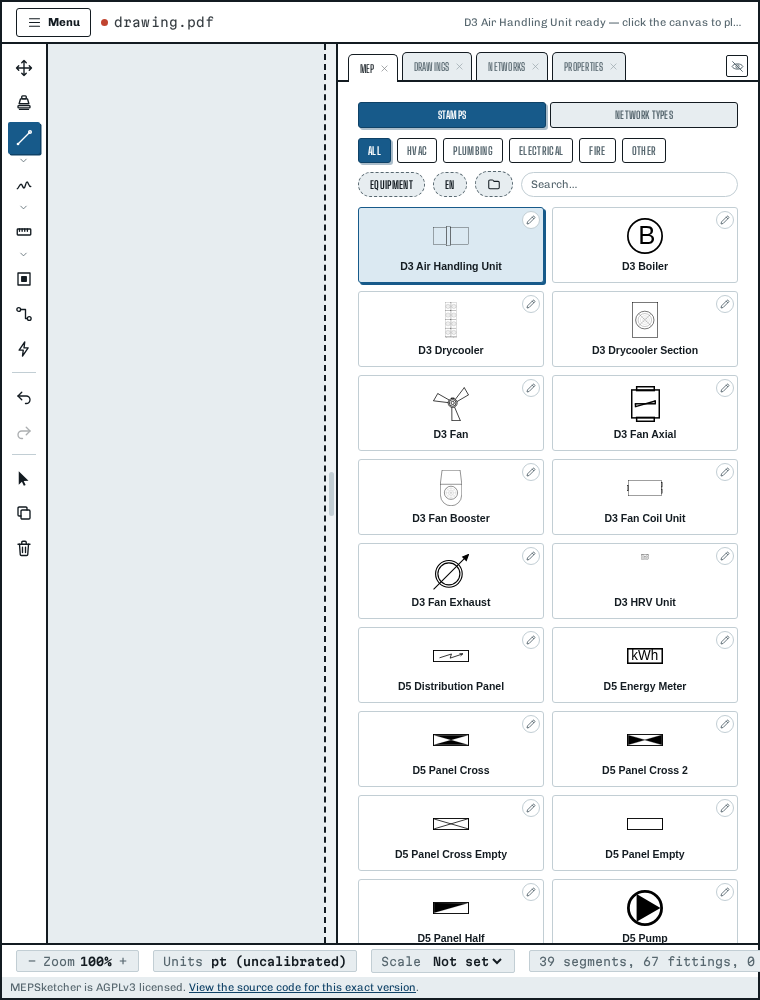 Menu drawing.pdf D3 Air Handling Unit ready — click the canvas to pl...
MEP DRAWINGS NETWORKS PROPERTIES
STAMPS NETWORK TYPES
ALL HVAC PLUMBING ELECTRICAL FIRE OTHER
EQUIPMENT EN Search...
B
D3 Air Handling Unit D3 Boiler
D3 Drycooler D3 Drycooler Section
D3 Fan D3 Fan Axial
D3 Fan Booster D3 Fan Coil Unit
D3 Fan Exhaust D3 HRV Unit
kWh
D5 Distribution Panel D5 Energy Meter
D5 Panel Cross D5 Panel Cross 2
D5 Panel Cross Empty D5 Panel Empty
D5 Panel Half D5 Pump
− Zoom 100% + Units pt (uncalibrated) Scale Not set 39 segments, 67 fittings, 0
MEPSketcher is AGPLv3 licensed. View the source code for this exact version.